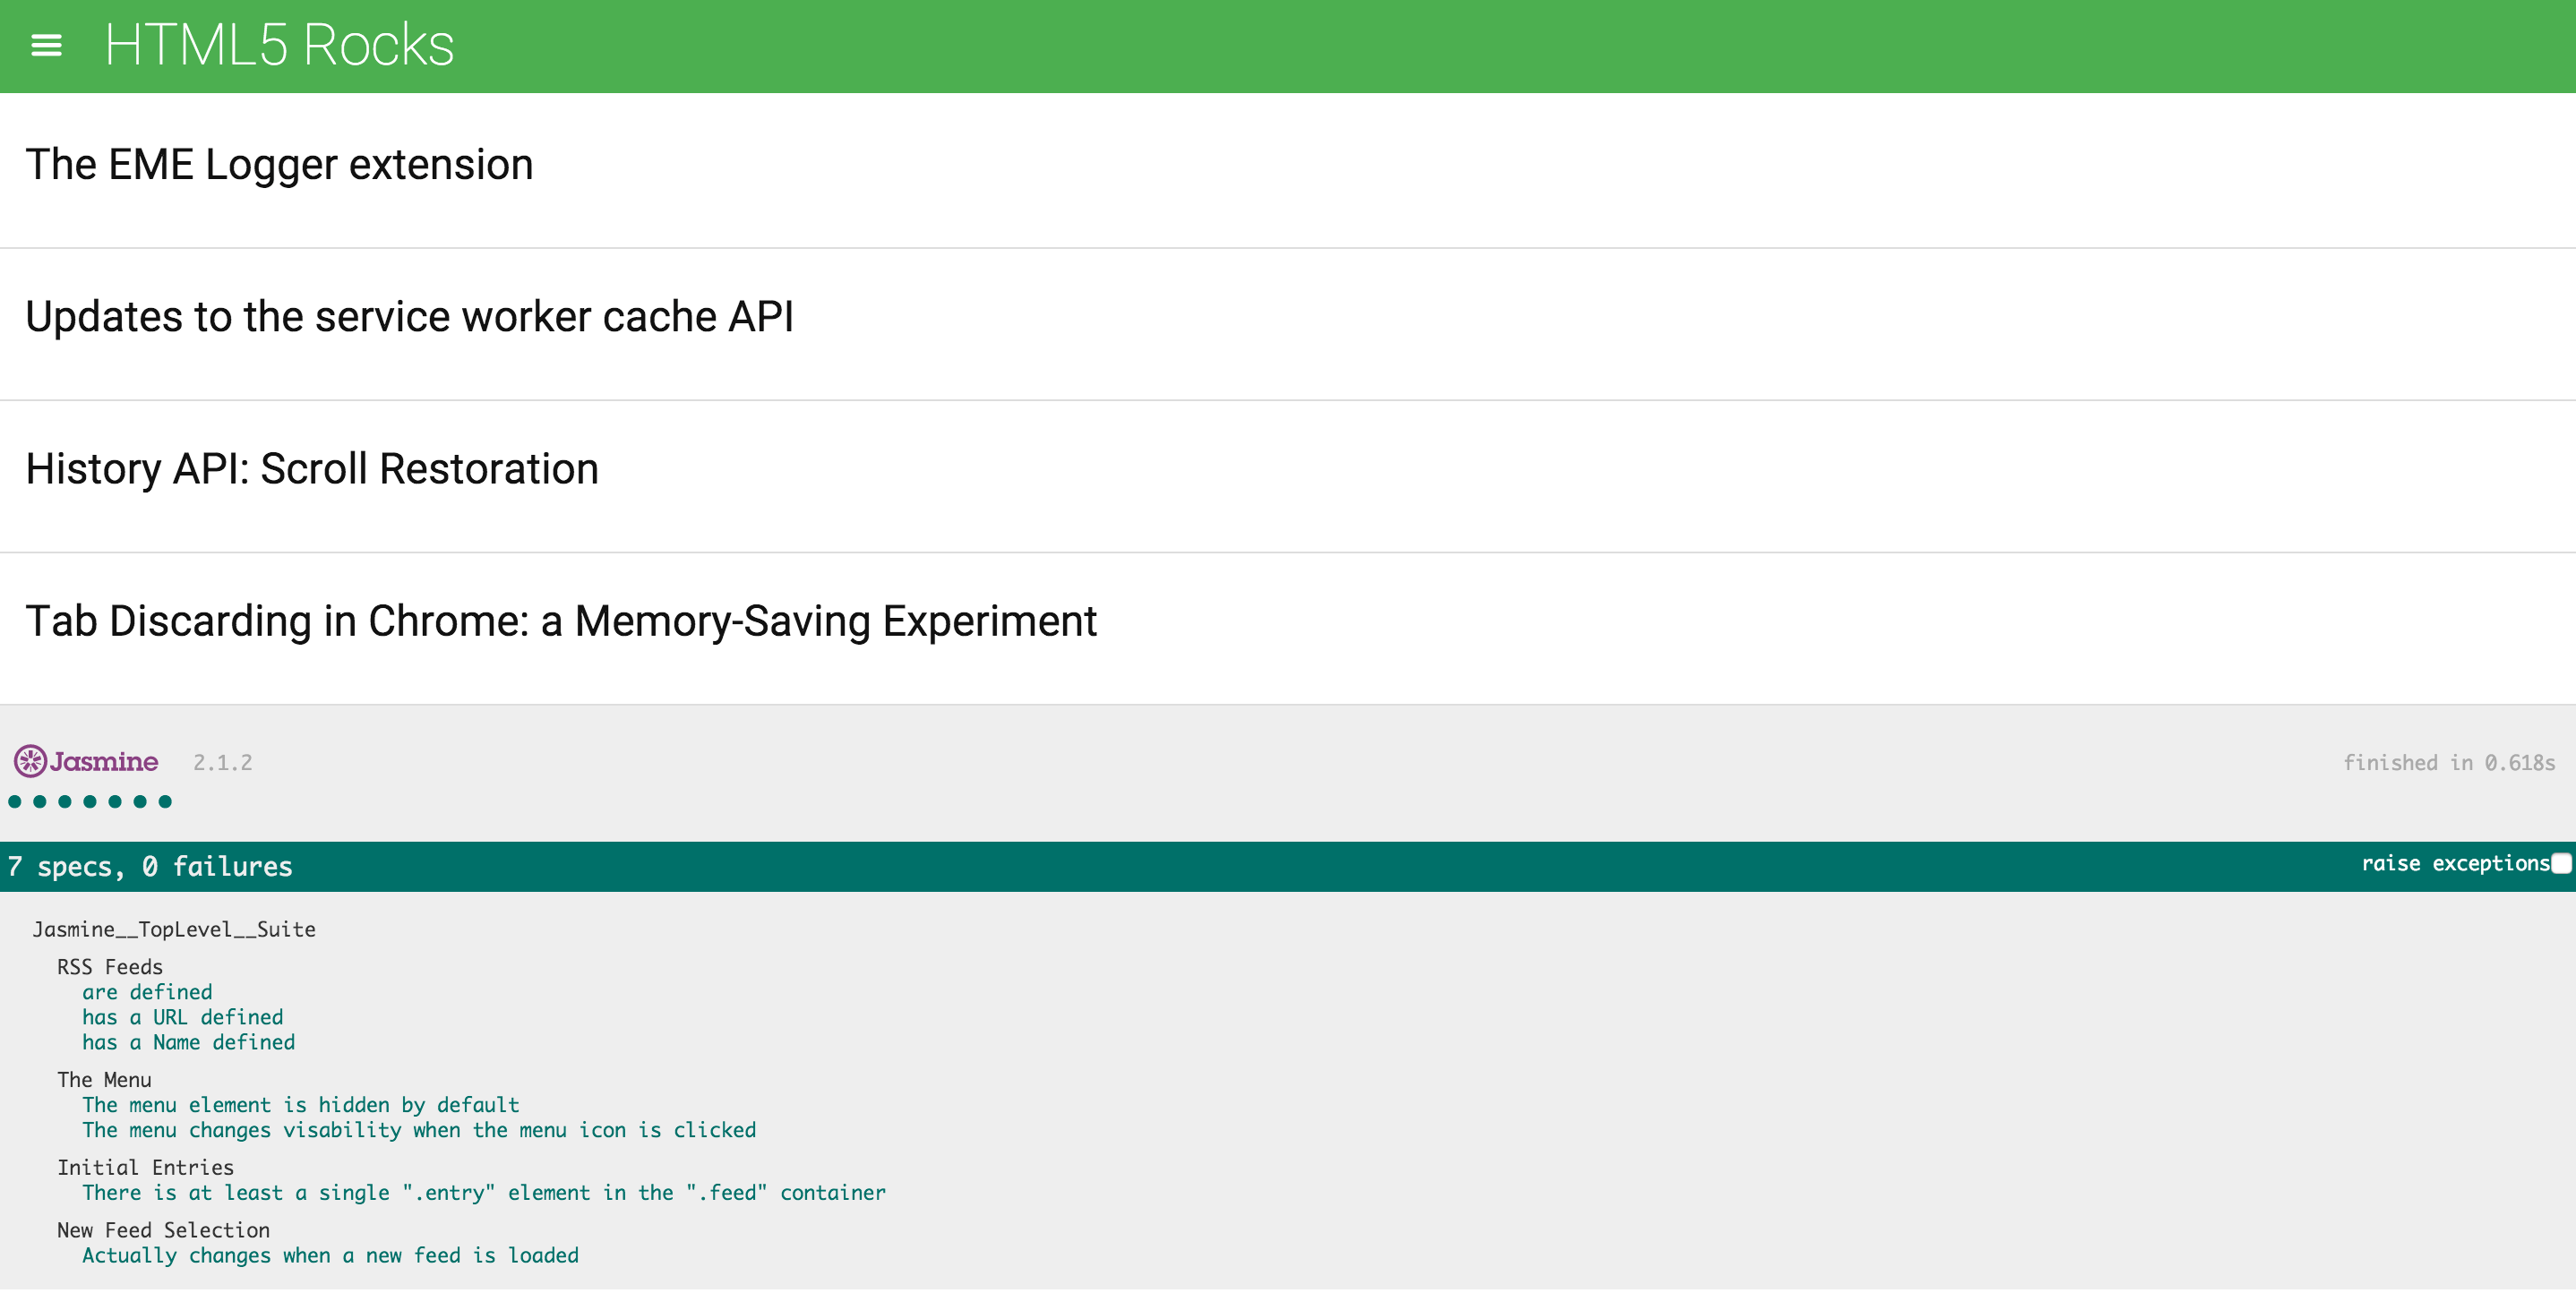 HTML5 Rocks
The EME Logger extension
Updates to the service worker cache API
History API: Scroll Restoration
Tab Discarding in Chrome: a Memory-Saving Experiment
Jasmine 2.1.2 finished in 0.618s
7 specs, 0 failures raise exceptions
Jasmine__TopLevel__Suite
RSS Feeds
are defined
has a URL defined
has a Name defined
The Menu
The menu element is hidden by default
The menu changes visability when the menu icon is clicked
Initial Entries
There is at least a single ".entry" element in the ".feed" container
New Feed Selection
Actually changes when a new feed is loaded